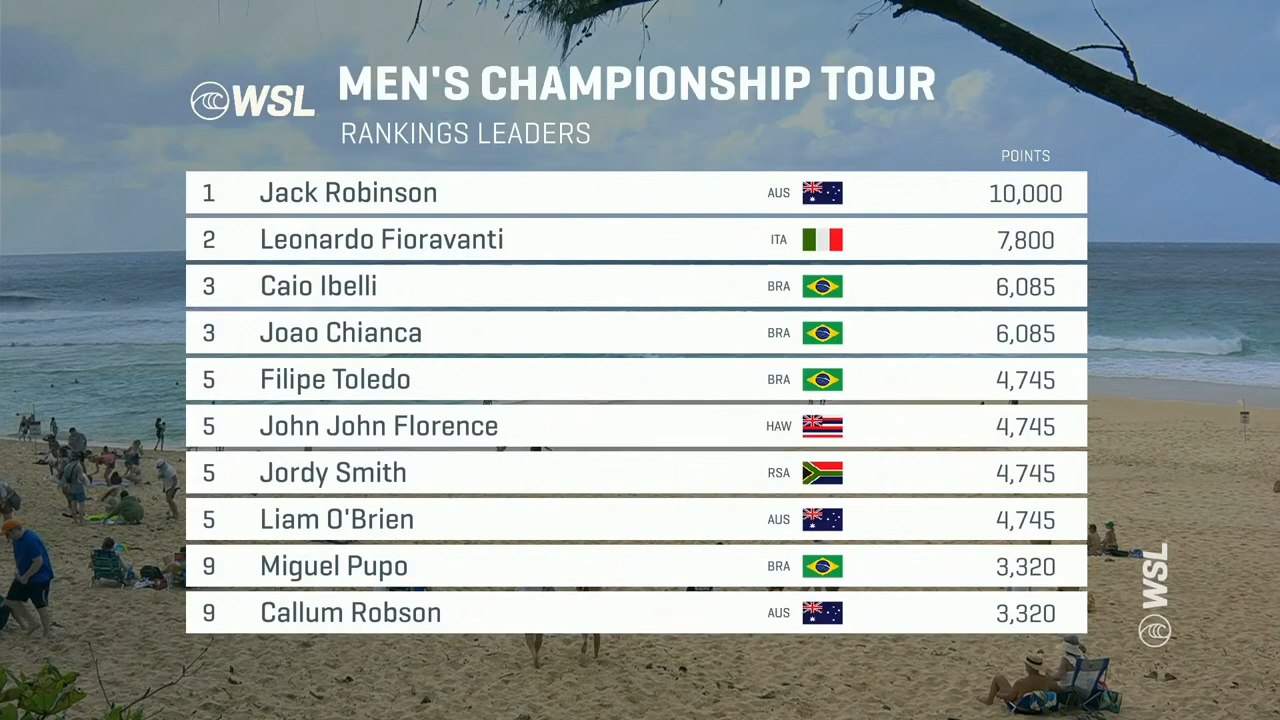 WSL
MEN'S CHAMPIONSHIP TOUR
RANKINGS LEADERS
POINTS
1 Jack Robinson AUS 10,000
2 Leonardo Fioravanti ITA 7,800
3 Caio Ibelli BRA 6,085
3 Joao Chianca BRA 6,085
5 Filipe Toledo BRA 4,745
5 John John Florence HAW 4,745
5 Jordy Smith RSA 4,745
5 Liam O'Brien AUS 4,745
9 Miguel Pupo BRA 3,320
9 Callum Robson AUS 3,320
WSL